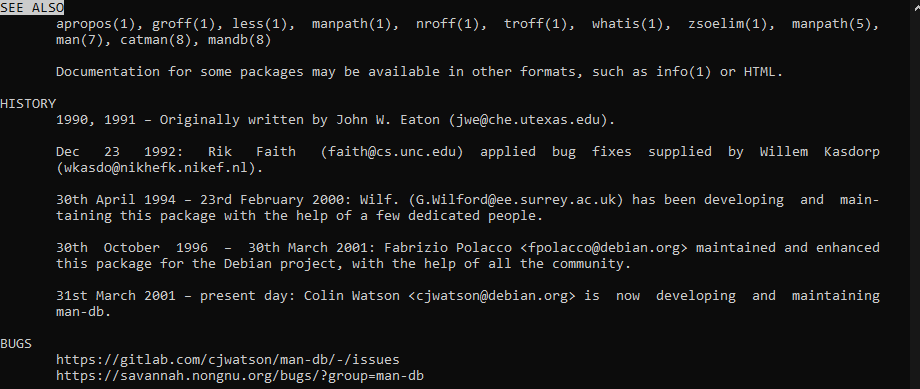 SEE ALSO
apropos(1), groff(1), less(1), manpath(1), nroff(1), troff(1), whatis(1), zsoelim(1), manpath(5),
man(7), catman(8), mandb(8)
Documentation for some packages may be available in other formats, such as info(1) or HTML.
HISTORY
1990, 1991 – Originally written by John W. Eaton (jwe@che.utexas.edu).
Dec 23 1992: Rik Faith (faith@cs.unc.edu) applied bug fixes supplied by Willem Kasdorp
(wkasdo@nikhefk.nikef.nl).
30th April 1994 – 23rd February 2000: Wilf. (G.Wilford@ee.surrey.ac.uk) has been developing and main-
taining this package with the help of a few dedicated people.
30th October 1996 – 30th March 2001: Fabrizio Polacco <fpolacco@debian.org> maintained and enhanced
this package for the Debian project, with the help of all the community.
31st March 2001 – present day: Colin Watson <cjwatson@debian.org> is now developing and maintaining
man-db.
BUGS
https://gitlab.com/cjwatson/man-db/-/issues
https://savannah.nongnu.org/bugs/?group=man-db